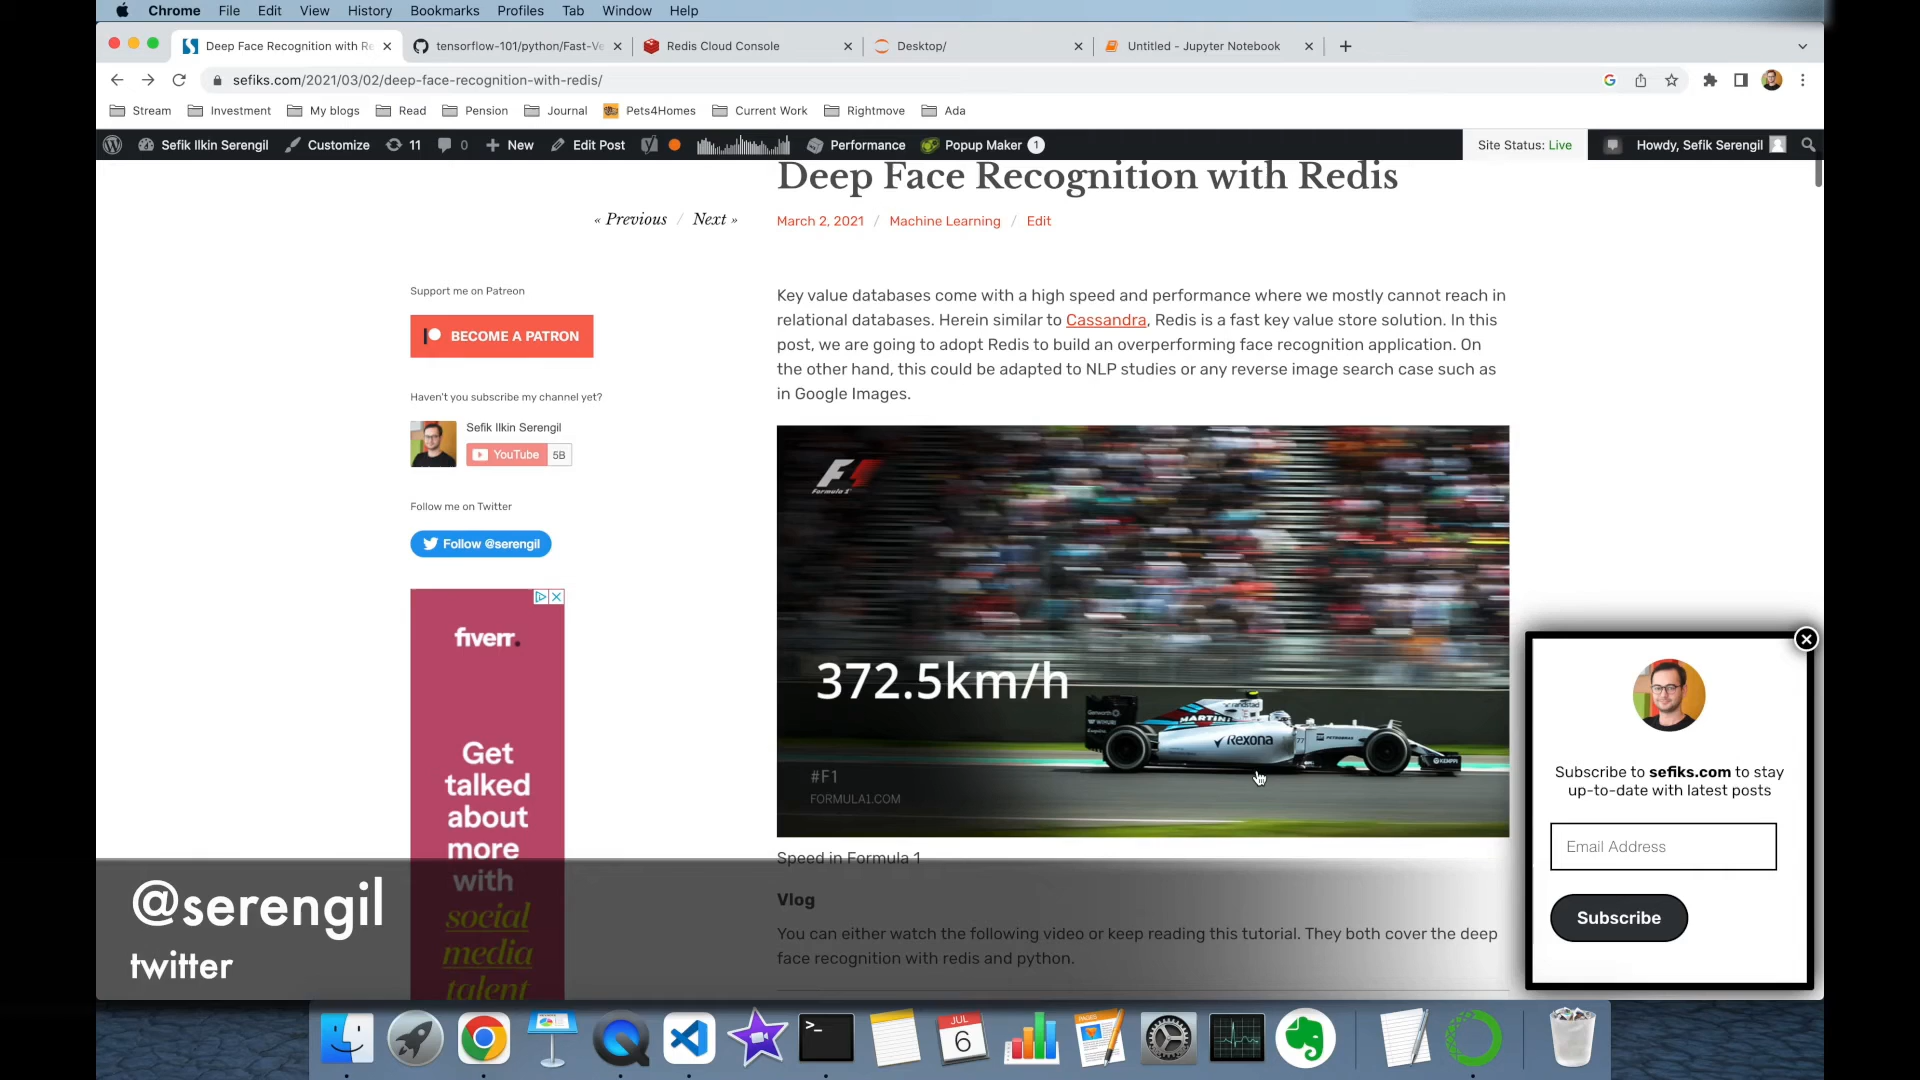 Chrome File Edit View History Bookmarks Profiles Tab Window Help
Deep Face Recognition with Re
tensorflow-101/python/Fast-Ve
Redis Cloud Console
Desktop/
Untitled - Jupyter Notebook
sefiks.com/2021/03/02/deep-face-recognition-with-redis/
Stream Investment My blogs Read Pension Journal Pets4Homes Current Work Rightmove Ada
Sefik Ilkin Serengil Customize 11 0 New Edit Post Performance Popup Maker 1 Site Status: Live Howdy, Sefik Serengil
Deep Face Recognition with Redis
« Previous / Next »
March 2, 2021 / Machine Learning / Edit
Support me on Patreon
BECOME A PATRON
Haven't you subscribe my channel yet?
Sefik Ilkin Serengil
YouTube 5B
Follow me on Twitter
Follow @serengil
fiverr.
Get
talked
about
more
with
social
media
talent
Key value databases come with a high speed and performance where we mostly cannot reach in
relational databases. Herein similar to Cassandra, Redis is a fast key value store solution. In this
post, we are going to adopt Redis to build an overperforming face recognition application. On
the other hand, this could be adapted to NLP studies or any reverse image search case such as
in Google Images.
F1
Formula 1
372.5km/h
MARTINI
Rexona
randstad
77
PETROBRAS
KEMPPI
#F1
FORMULA1.COM
Speed in Formula 1
Vlog
You can either watch the following video or keep reading this tutorial. They both cover the deep
face recognition with redis and python.
Subscribe to sefiks.com to stay
up-to-date with latest posts
Email Address
Subscribe
@serengil
twitter
JUL
6